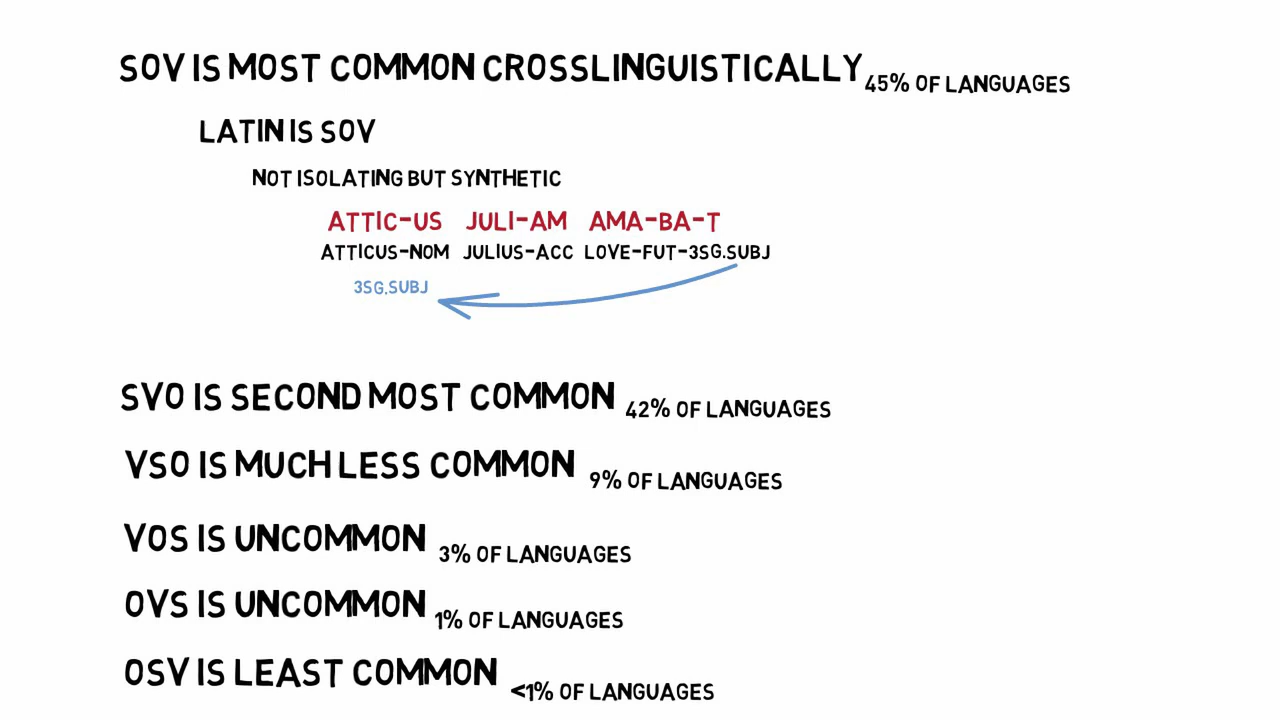 SOV IS MOST COMMON CROSSLINGUISTICALLY 45% OF LANGUAGES
LATIN IS SOV
NOT ISOLATING BUT SYNTHETIC
ATTIC-US JULI-AM AMA-BA-T
ATTICUS-NOM JULIUS-ACC LOVE-FUT-3SG.SUBJ
3SG.SUBJ
SVO IS SECOND MOST COMMON 42% OF LANGUAGES
VSO IS MUCH LESS COMMON 9% OF LANGUAGES
VOS IS UNCOMMON 3% OF LANGUAGES
OVS IS UNCOMMON 1% OF LANGUAGES
OSV IS LEAST COMMON <1% OF LANGUAGES